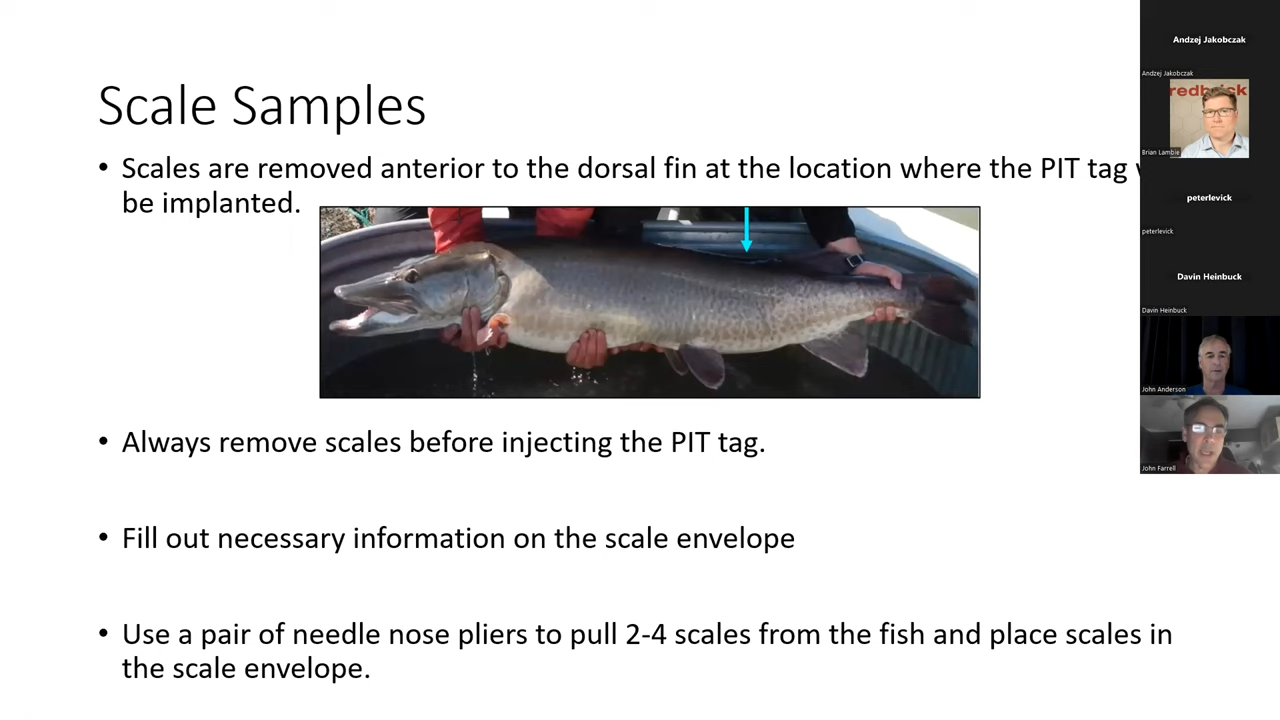 Scale Samples
• Scales are removed anterior to the dorsal fin at the location where the PIT tag
be implanted.
• Always remove scales before injecting the PIT tag.
• Fill out necessary information on the scale envelope
• Use a pair of needle nose pliers to pull 2-4 scales from the fish and place scales in
the scale envelope.
Andzej Jakobczak
Andzej Jakobczak
redbrick
Brian Lambie
peterlevick
peterlevick
Davin Heinbuck
Davin Heinbuck
John Anderson
John Farrell